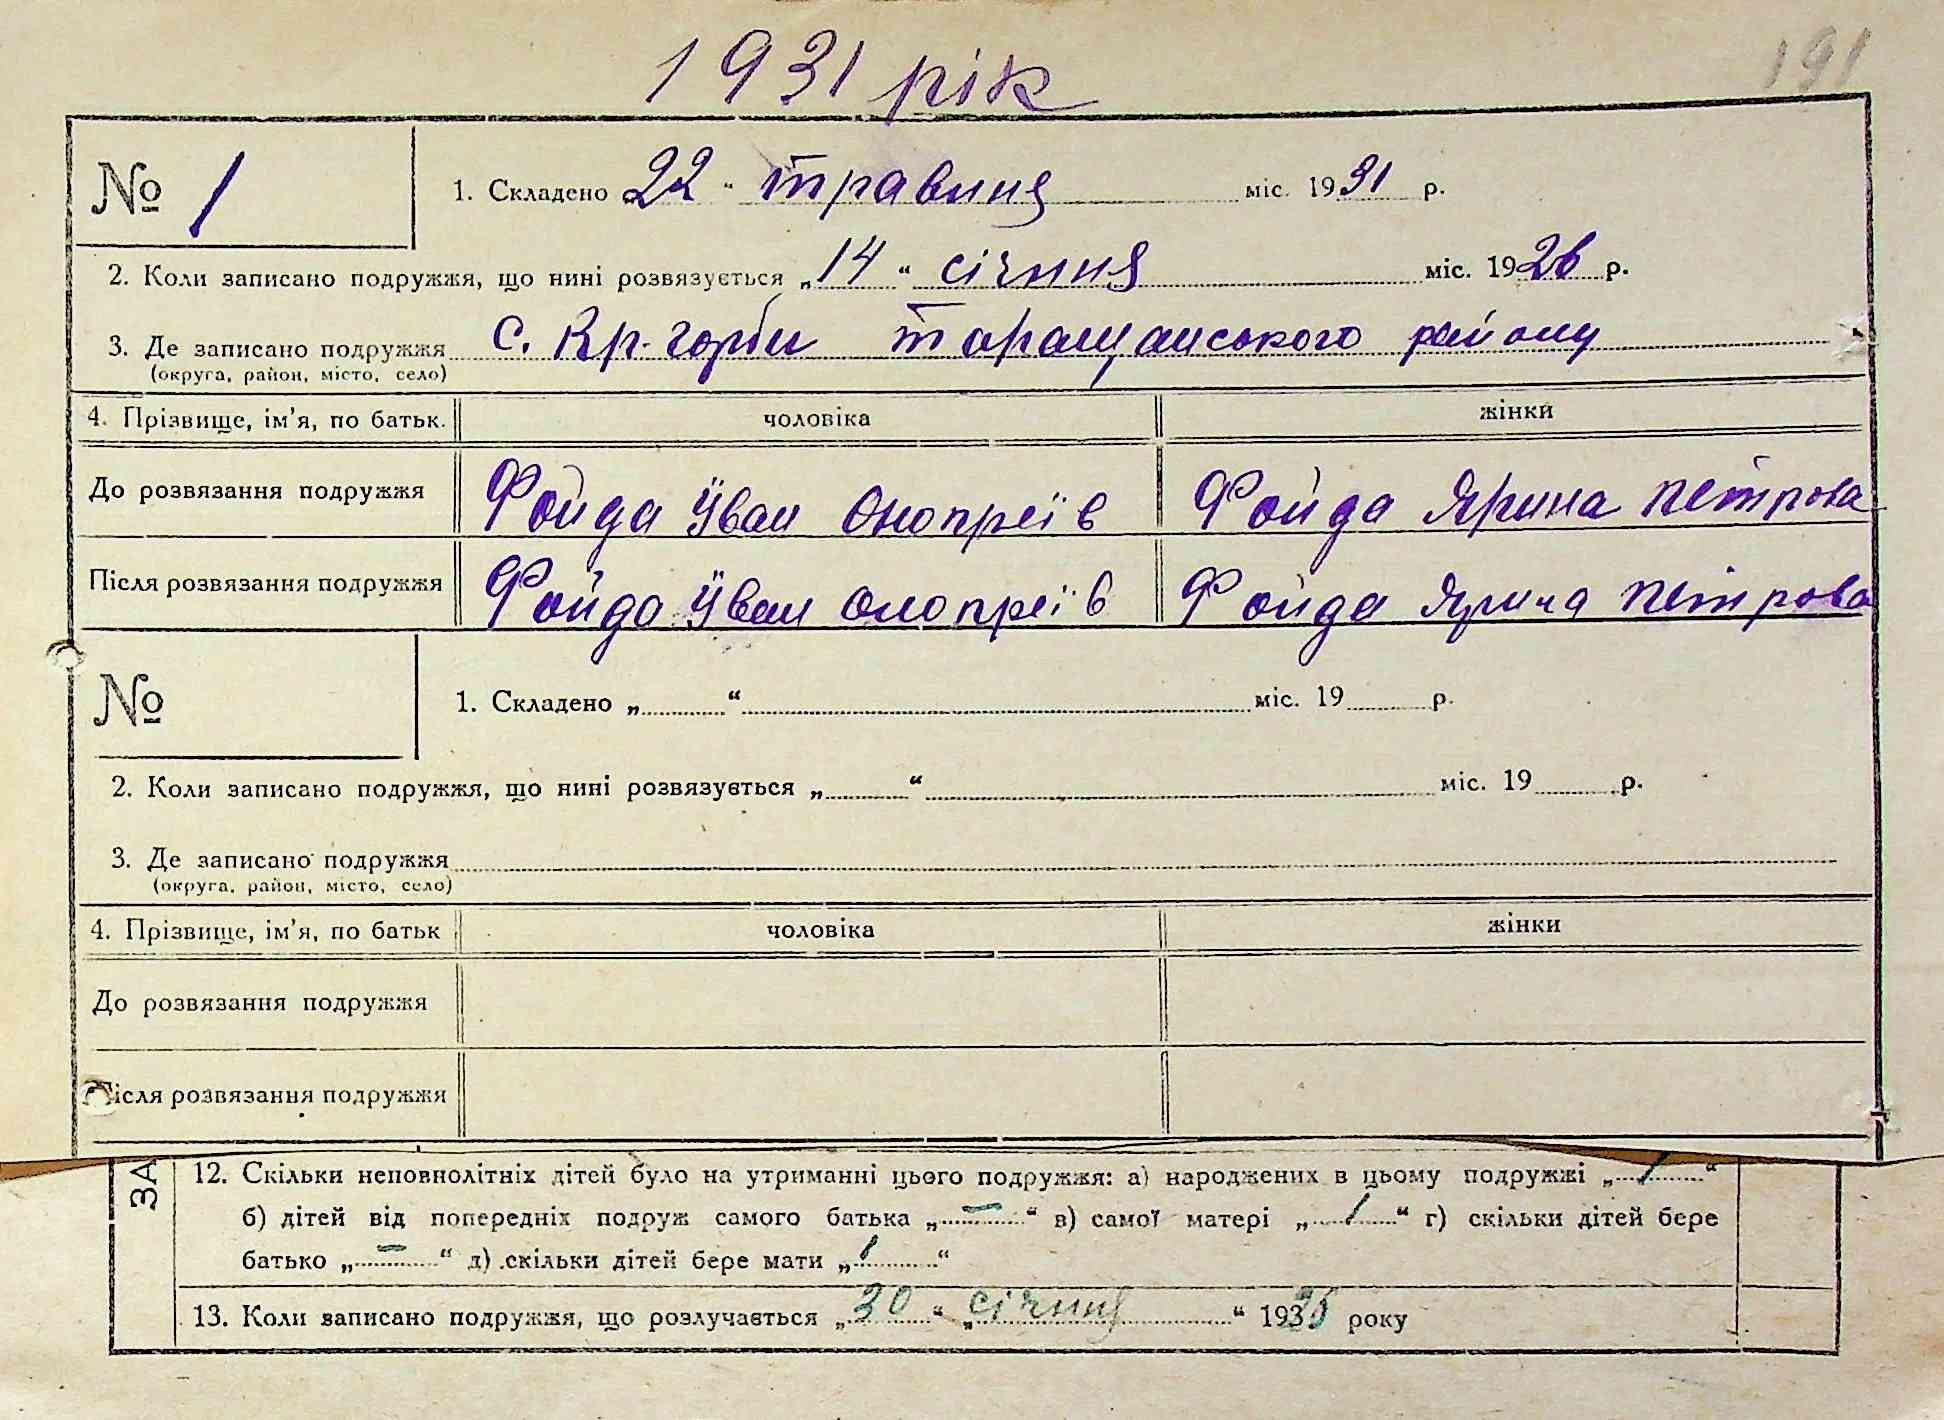 1931 рік
191
№ 1
1. Складено „22“ травня міс. 1931 р.
2. Коли записано подружжя, що нині розвязується „14“ січня міс. 1926 р.
3. Де записано подружжя с. Кр. горби таращанського району
(округа, район, місто, село)
4. Прізвище, ім'я, по батьк. чоловіка жінки
До розвязання подружжя Фойда Йван Онопреїв Фойда Ярина Петрова
Після розвязання подружжя Фойда Йван Онопреїв Фойда Ярина Петрова
№
1. Складено „ “ міс. 19 р.
2. Коли записано подружжя, що нині розвязується „ “ міс. 19 р.
3. Де записано подружжя
(округа, район, місто, село)
4. Прізвище, ім'я, по батьк чоловіка жінки
До розвязання подружжя
Після розвязання подружжя
ЗА
12. Скільки неповнолітніх дітей було на утриманні цього подружжя: а) народжених в цьому подружжі „1“
б) дітей від попередніх подруж самого батька „—“ в) самої матері „1“ г) скільки дітей бере
батько „—“ д) скільки дітей бере мати „1“
13. Коли записано подружжя, що розлучається „30“ „січня“ 193 року